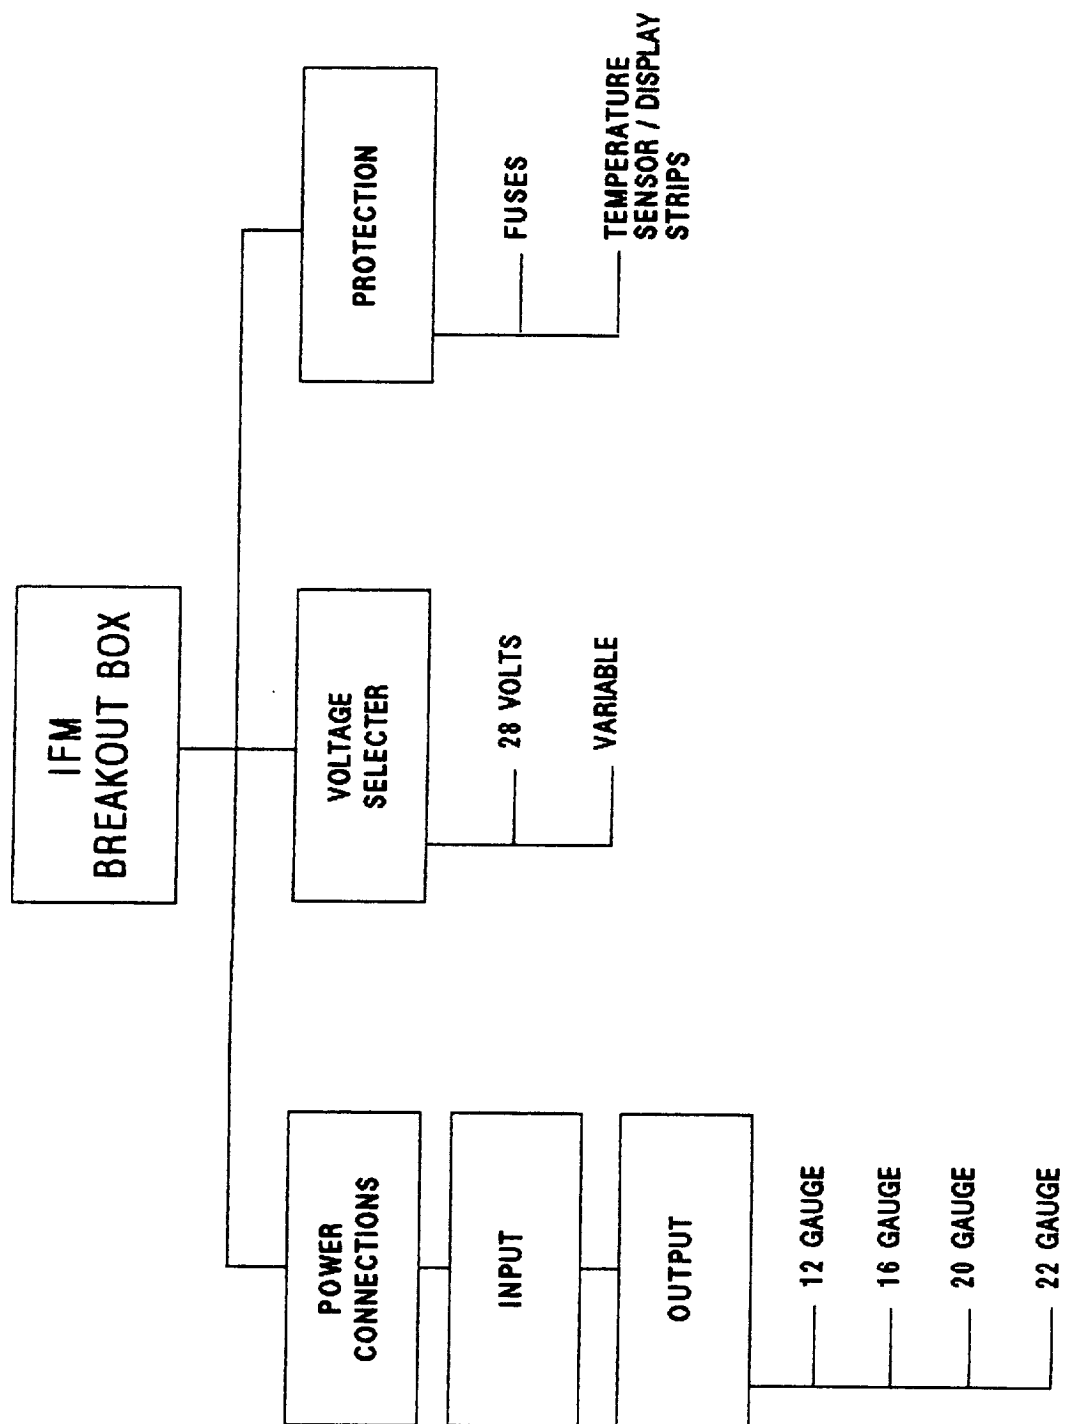 IFM
BREAKOUT BOX
POWER
CONNECTIONS
INPUT
OUTPUT
12 GAUGE
16 GAUGE
20 GAUGE
22 GAUGE
VOLTAGE
SELECTER
28 VOLTS
VARIABLE
PROTECTION
FUSES
TEMPERATURE
SENSOR / DISPLAY
STRIPS